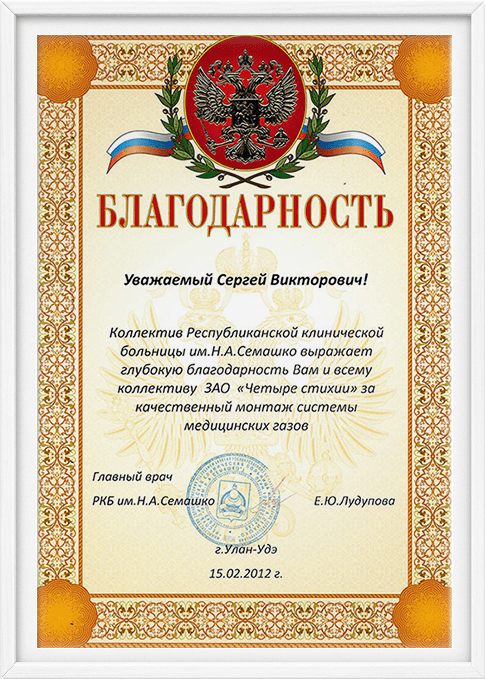 БЛАГОДАРНОСТЬ
Уважаемый Сергей Викторович!
Коллектив Республиканской клинической
больницы им.Н.А.Семашко выражает
глубокую благодарность Вам и всему
коллективу ЗАО «Четыре стихии» за
качественный монтаж системы
медицинских газов
Главный врач
РКБ им.Н.А.Семашко Е.Ю.Лудупова
г.Улан-Удэ
15.02.2012 г.